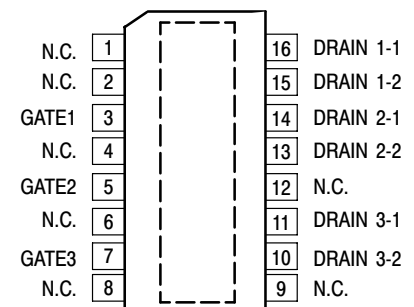 N.C. 1 16 DRAIN 1-1
N.C. 2 15 DRAIN 1-2
GATE1 3 14 DRAIN 2-1
N.C. 4 13 DRAIN 2-2
GATE2 5 12 N.C.
N.C. 6 11 DRAIN 3-1
GATE3 7 10 DRAIN 3-2
N.C. 8 9 N.C.